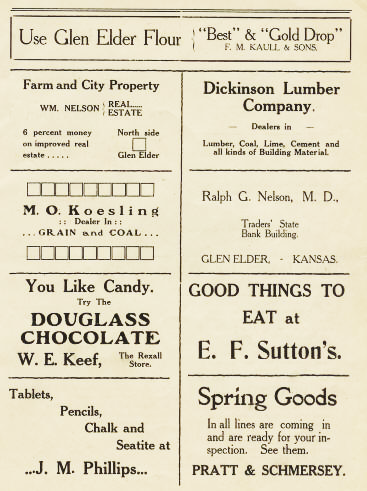 Use Glen Elder Flour
"Best" & "Gold Drop"
F. M. KAULL & SONS.
Farm and City Property
WM. NELSON { REAL......
ESTATE
6 percent money
on improved real
estate .....
North side
Glen Elder
M. O. Koesling
:: Dealer In ::
...GRAIN and COAL...
You Like Candy.
Try The
DOUGLASS
CHOCOLATE
W. E. Keef,
The Rexall
Store.
Tablets,
Pencils,
Chalk and
Seatite at
...J. M. Phillips...
Dickinson Lumber
Company.
— Dealers in —
Lumber, Coal, Lime, Cement and
all kinds of Building Material.
Ralph G. Nelson, M. D.,
Traders' State
Bank Building.
GLEN ELDER, - KANSAS.
GOOD THINGS TO
EAT at
E. F. Sutton's.
Spring Goods
In all lines are coming in
and are ready for your in-
spection. See them.
PRATT & SCHMERSEY.